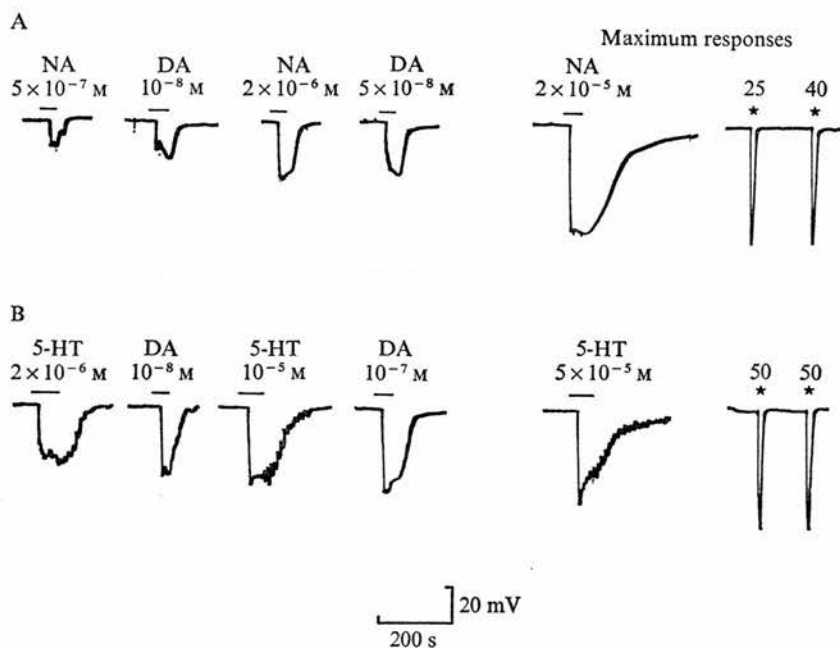 A
Maximum responses
NA DA NA DA NA
5×10⁻⁷ M 10⁻⁸ M 2×10⁻⁶ M 5×10⁻⁸ M 2×10⁻⁵ M 25 40
★ ★
B
5-HT DA 5-HT DA 5-HT
2×10⁻⁶ M 10⁻⁸ M 10⁻⁵ M 10⁻⁷ M 5×10⁻⁵ M 50 50
★ ★
20 mV
200 s